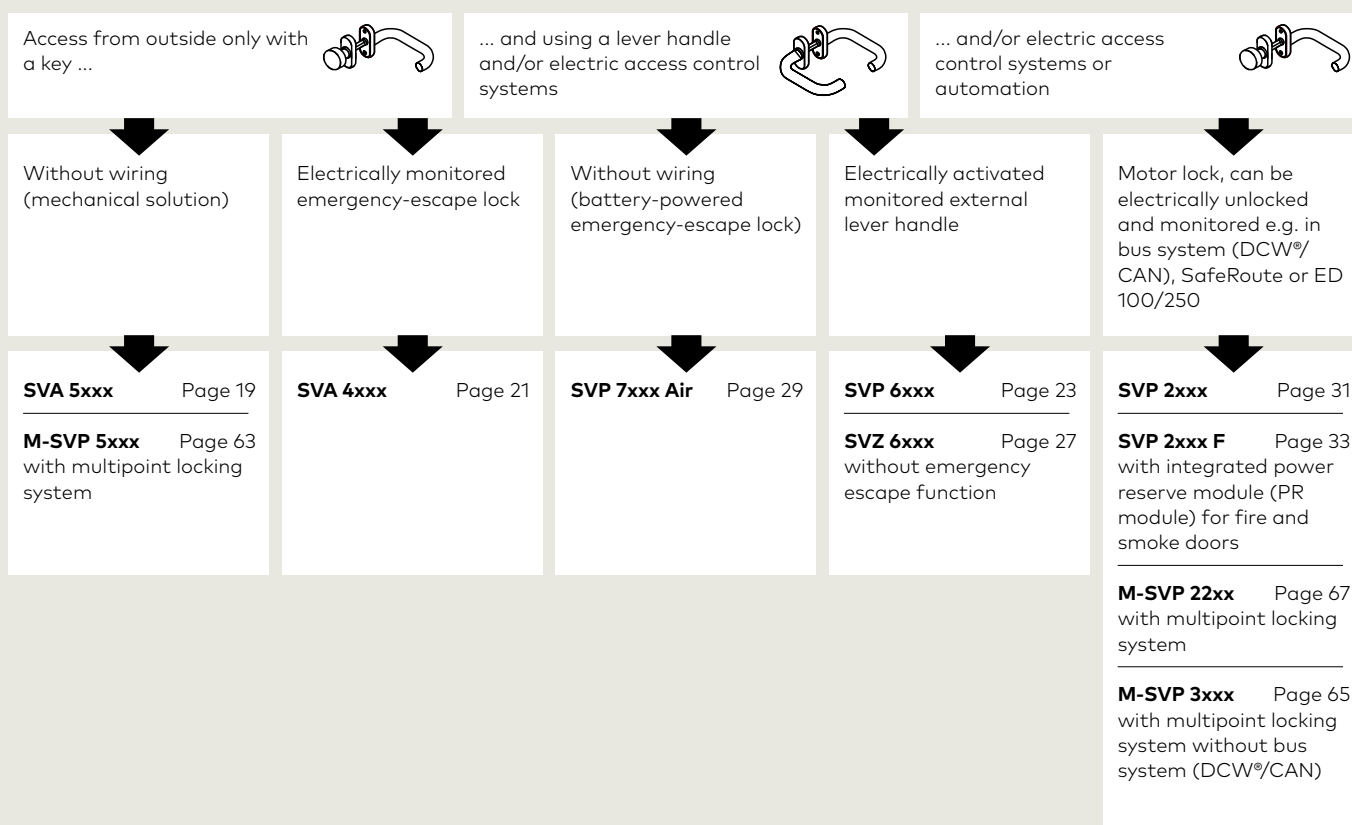 Access from outside only with
a key ...
... and using a lever handle
and/or electric access control
systems
... and/or electric access
control systems or
automation
Without wiring
(mechanical solution)
Electrically monitored
emergency-escape lock
Without wiring
(battery-powered
emergency-escape lock)
Electrically activated
monitored external
lever handle
Motor lock, can be
electrically unlocked
and monitored e.g. in
bus system (DCW®/
CAN), SafeRoute or ED
100/250
SVA 5xxx Page 19
M-SVP 5xxx Page 63
with multipoint locking
system
SVA 4xxx Page 21
SVP 7xxx Air Page 29
SVP 6xxx Page 23
SVZ 6xxx Page 27
without emergency
escape function
SVP 2xxx Page 31
SVP 2xxx F Page 33
with integrated power
reserve module (PR
module) for fire and
smoke doors
M-SVP 22xx Page 67
with multipoint locking
system
M-SVP 3xxx Page 65
with multipoint locking
system without bus
system (DCW®/CAN)